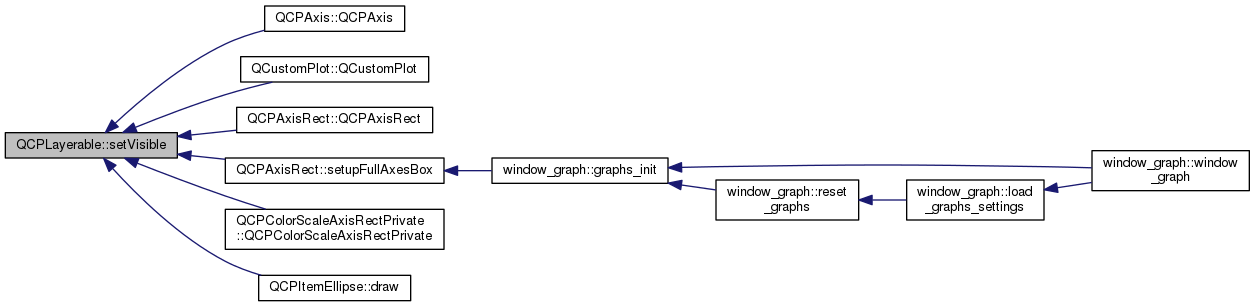 QCPAxis::QCPAxis
QCustomPlot::QCustomPlot
QCPAxisRect::QCPAxisRect
QCPLayerable::setVisible
QCPAxisRect::setupFullAxesBox
window_graph::graphs_init
window_graph::window
_graph
window_graph::reset
_graphs
window_graph::load
_graphs_settings
QCPColorScaleAxisRectPrivate
::QCPColorScaleAxisRectPrivate
QCPItemEllipse::draw